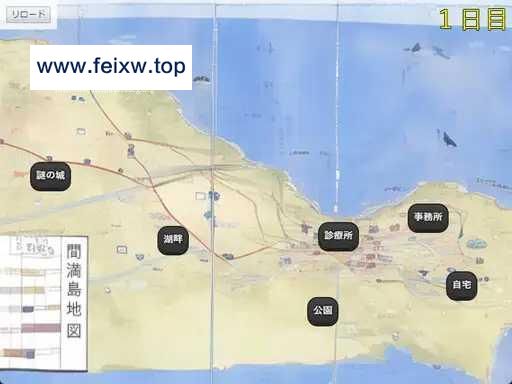 リロード
1日目
www.feixw.top
謎の城
事務所
湖畔
診療所
自宅
公園
間満島地図